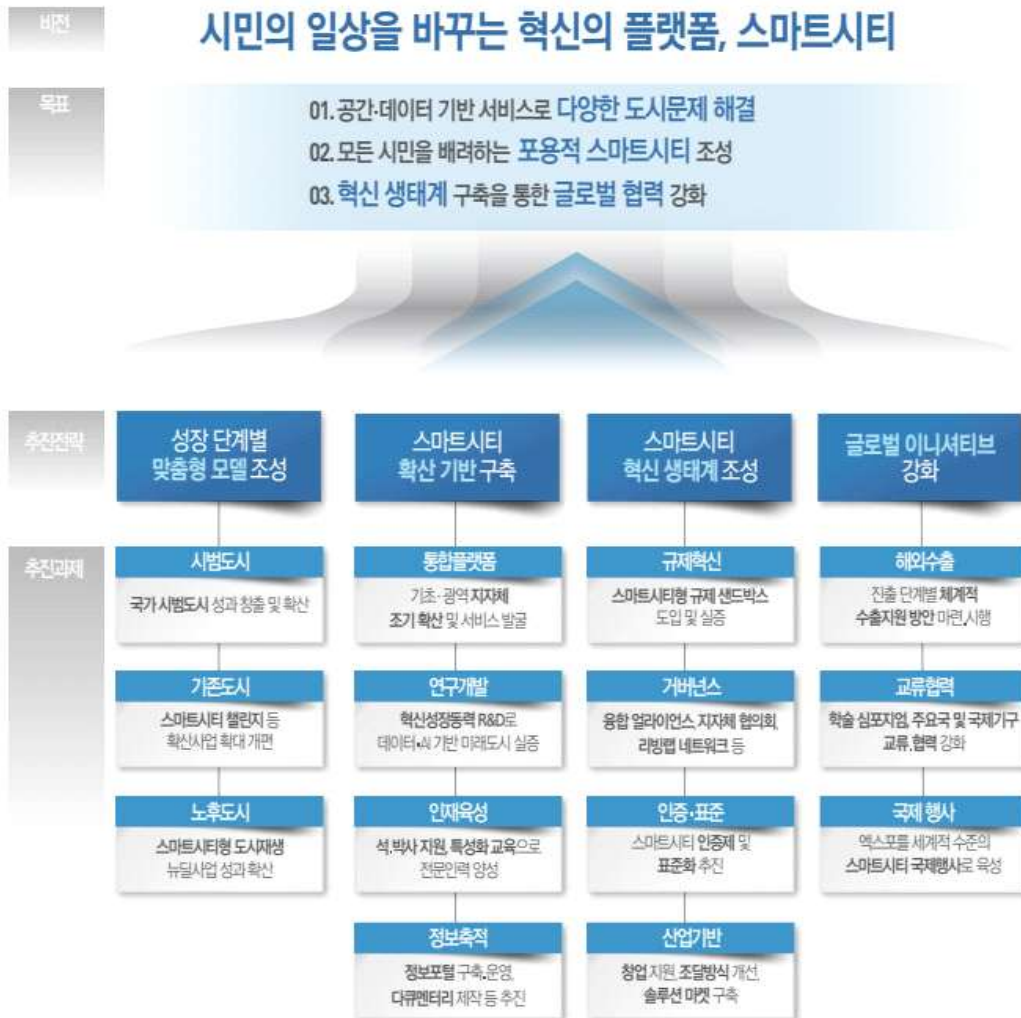 비전
시민의 일상을 바꾸는 혁신의 플랫폼, 스마트시티
목표
01. 공간·데이터 기반 서비스로 다양한 도시문제 해결
02. 모든 시민을 배려하는 포용적 스마트시티 조성
03. 혁신 생태계 구축을 통한 글로벌 협력 강화
추진전략
성장 단계별
맞춤형 모델 조성
스마트시티
확산 기반 구축
스마트시티
혁신 생태계 조성
글로벌 이니셔티브
강화
추진과제
시범도시
국가 시범도시 성과 창출 및 확산
기존도시
스마트시티 챌린지 등
확산사업 확대 개편
노후도시
스마트시티형 도시재생
뉴딜사업 성과 확산
통합플랫폼
기초·광역 지자체
조기 확산 및 서비스 발굴
연구개발
혁신성장동력 R&D로
데이터•AI 기반 미래도시 실증
인재육성
석.박사 지원, 특성화 교육으로
전문인력 양성
정보축적
정보포털 구축.운영,
다큐멘터리 제작 등 추진
규제혁신
스마트시티형 규제 샌드박스
도입 및 실증
거버넌스
융합 얼라이언스, 지자체 협의회,
리빙랩 네트워크 등
인증·표준
스마트시티 인증제 및
표준화 추진
산업기반
창업 지원, 조달방식 개선,
솔루션 마켓 구축
해외수출
진출 단계별 체계적
수출지원 방안 마련.시행
교류협력
학술 심포지엄, 주요국 및 국제기구
교류.협력 강화
국제 행사
엑스포를 세계적 수준의
스마트시티 국제행사로 육성